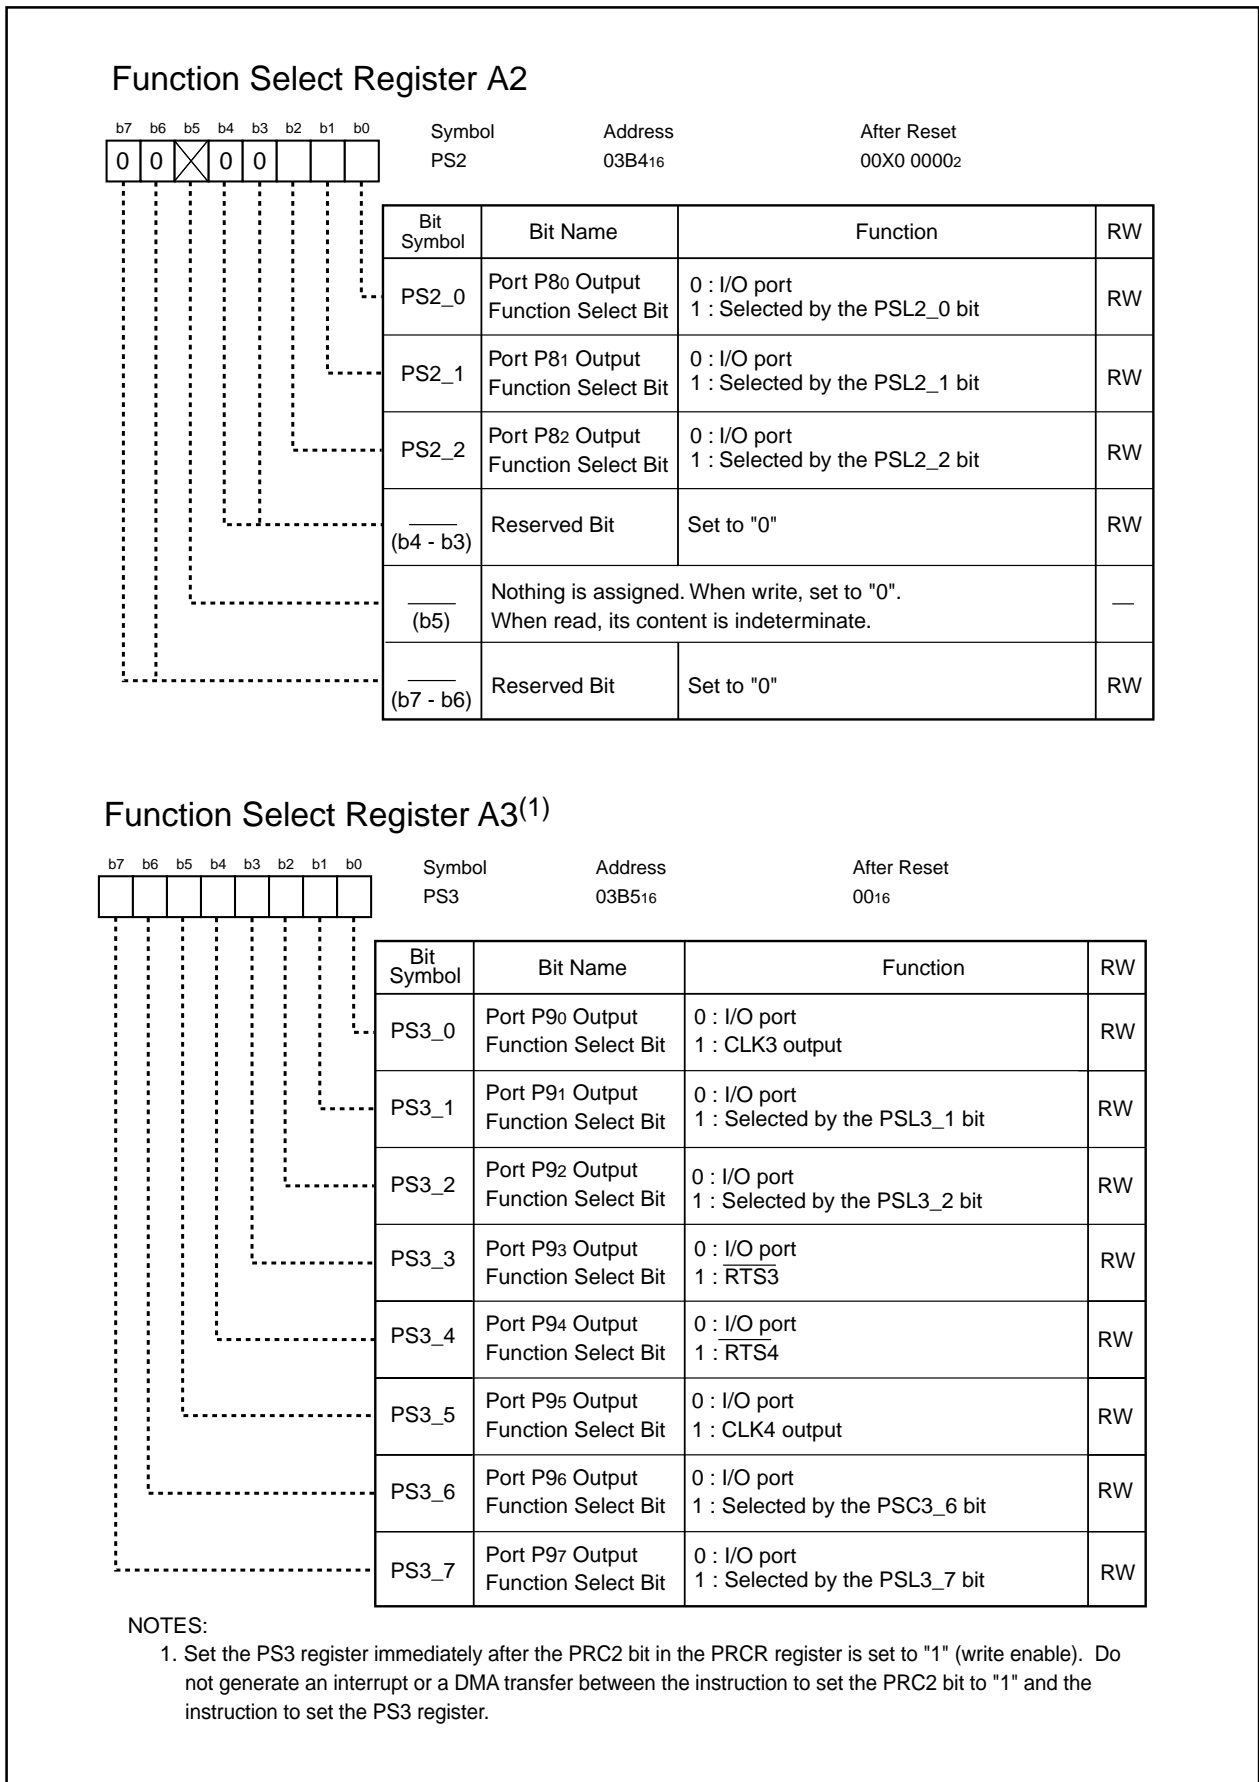 Function Select Register A2
b7 b6 b5 b4 b3 b2 b1 b0
Symbol Address After Reset
0 0 0 0 PS2 03B416 00X0 00002
Bit Symbol Bit Name Function RW
PS2_0 Port P80 Output Function Select Bit 0 : I/O port 1 : Selected by the PSL2_0 bit RW
PS2_1 Port P81 Output Function Select Bit 0 : I/O port 1 : Selected by the PSL2_1 bit RW
PS2_2 Port P82 Output Function Select Bit 0 : I/O port 1 : Selected by the PSL2_2 bit RW
(b4 - b3) Reserved Bit Set to "0" RW
(b5) Nothing is assigned. When write, set to "0". When read, its content is indeterminate. —
(b7 - b6) Reserved Bit Set to "0" RW
Function Select Register A3(1)
b7 b6 b5 b4 b3 b2 b1 b0
Symbol Address After Reset
PS3 03B516 0016
Bit Symbol Bit Name Function RW
PS3_0 Port P90 Output Function Select Bit 0 : I/O port 1 : CLK3 output RW
PS3_1 Port P91 Output Function Select Bit 0 : I/O port 1 : Selected by the PSL3_1 bit RW
PS3_2 Port P92 Output Function Select Bit 0 : I/O port 1 : Selected by the PSL3_2 bit RW
PS3_3 Port P93 Output Function Select Bit 0 : I/O port 1 : RTS3 RW
PS3_4 Port P94 Output Function Select Bit 0 : I/O port 1 : RTS4 RW
PS3_5 Port P95 Output Function Select Bit 0 : I/O port 1 : CLK4 output RW
PS3_6 Port P96 Output Function Select Bit 0 : I/O port 1 : Selected by the PSC3_6 bit RW
PS3_7 Port P97 Output Function Select Bit 0 : I/O port 1 : Selected by the PSL3_7 bit RW
NOTES:
1. Set the PS3 register immediately after the PRC2 bit in the PRCR register is set to "1" (write enable). Do
not generate an interrupt or a DMA transfer between the instruction to set the PRC2 bit to "1" and the
instruction to set the PS3 register.